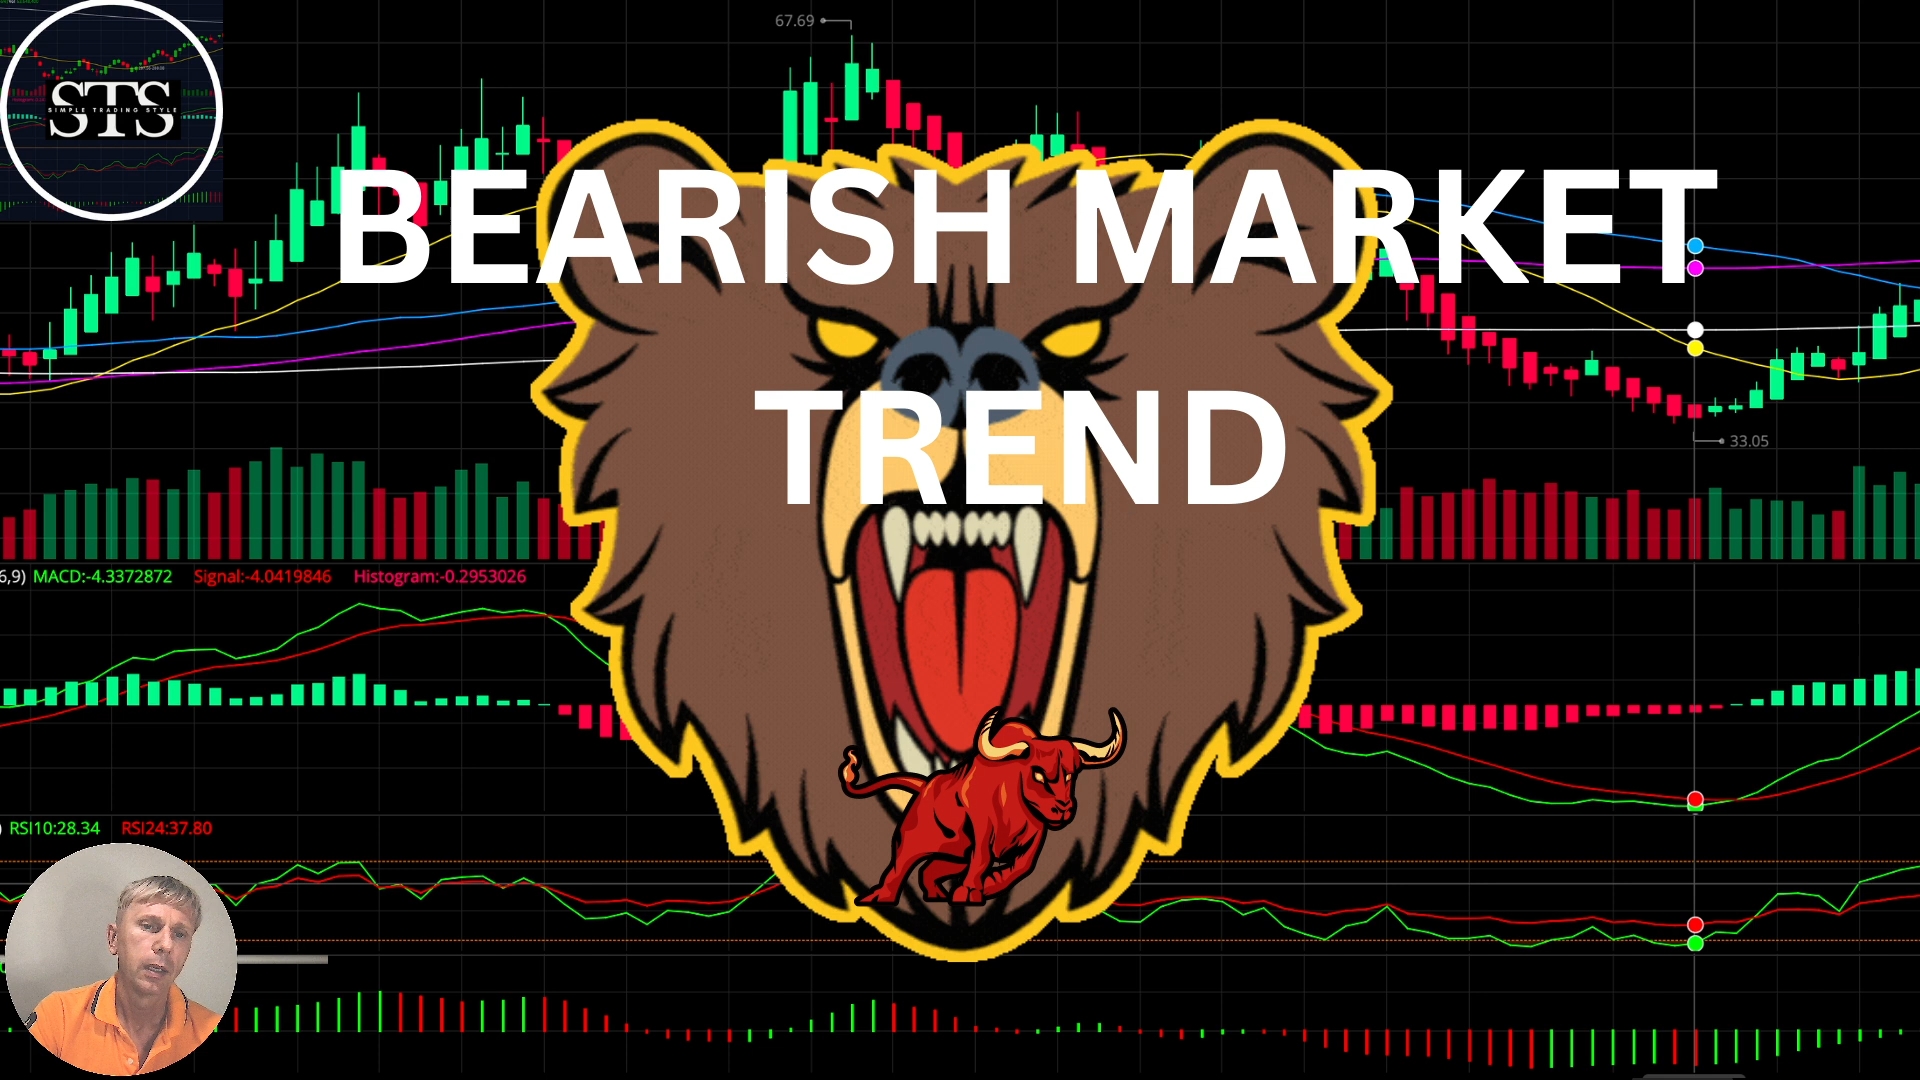 67.69
STS
SIMPLE TRADING STYLE
BEARISH MARKET
TREND
33.05
6,9) MACD:-4.3372872 Signal:-4.0419846 Histogram:-0.2953026
) RSI10:28.34 RSI24:37.80